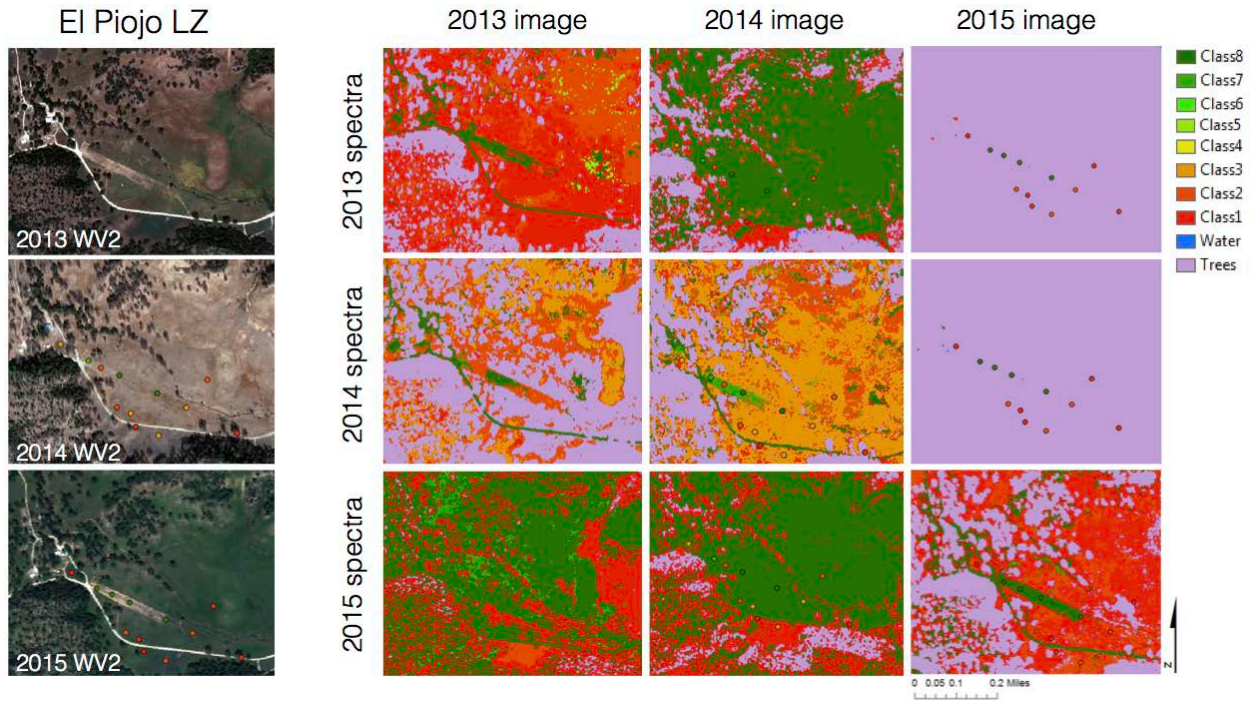 El Piojo LZ
2013 image
2014 image
2015 image
2013 WV2
2014 WV2
2015 WV2
2013 spectra
2014 spectra
2015 spectra
Class8
Class7
Class6
Class5
Class4
Class3
Class2
Class1
Water
Trees
N
0 0.05 0.1 0.2 Miles